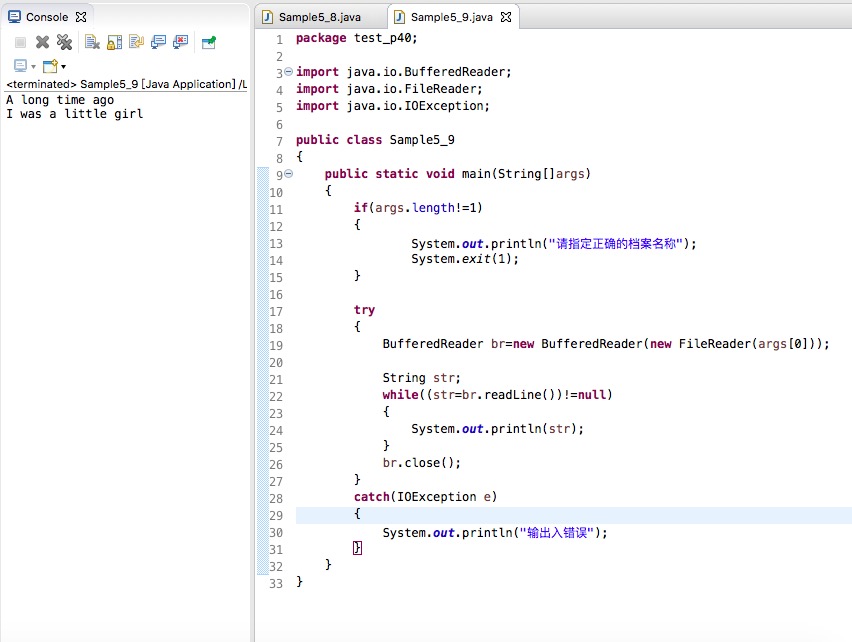 Console
<terminated> Sample5_9 [Java Application] /L
A long time ago
I was a little girl
Sample5_8.java
Sample5_9.java
1 package test_p40;
2
3 import java.io.BufferedReader;
4 import java.io.FileReader;
5 import java.io.IOException;
6
7 public class Sample5_9
8 {
9 public static void main(String[]args)
10 {
11 if(args.length!=1)
12 {
13 System.out.println("请指定正确的档案名称");
14 System.exit(1);
15 }
16
17 try
18 {
19 BufferedReader br=new BufferedReader(new FileReader(args[0]));
20
21 String str;
22 while((str=br.readLine())!=null)
23 {
24 System.out.println(str);
25 }
26 br.close();
27 }
28 catch(IOException e)
29 {
30 System.out.println("输出入错误");
31 }
32 }
33 }